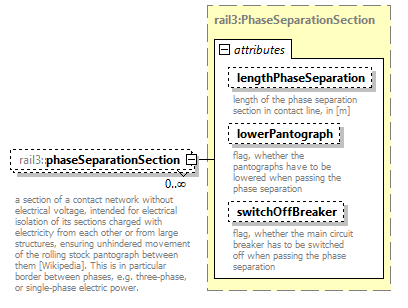 rail3:PhaseSeparationSection
attributes
lengthPhaseSeparation
length of the phase separation
section in contact line, in [m]
lowerPantograph
flag, whether the
pantographs have to be
lowered when passing the
phase separation
switchOffBreaker
flag, whether the main circuit
breaker has to be switched
off when passing the phase
separation
rail3::phaseSeparationSection
0..∞
a section of a contact network without
electrical voltage, intended for electrical
isolation of its sections charged with
electricity from each other or from large
structures, ensuring unhindered movement
of the rolling stock pantograph between
them [Wikipedia]. This is in particular
border between phases, e.g. three-phase,
or single-phase electric power.